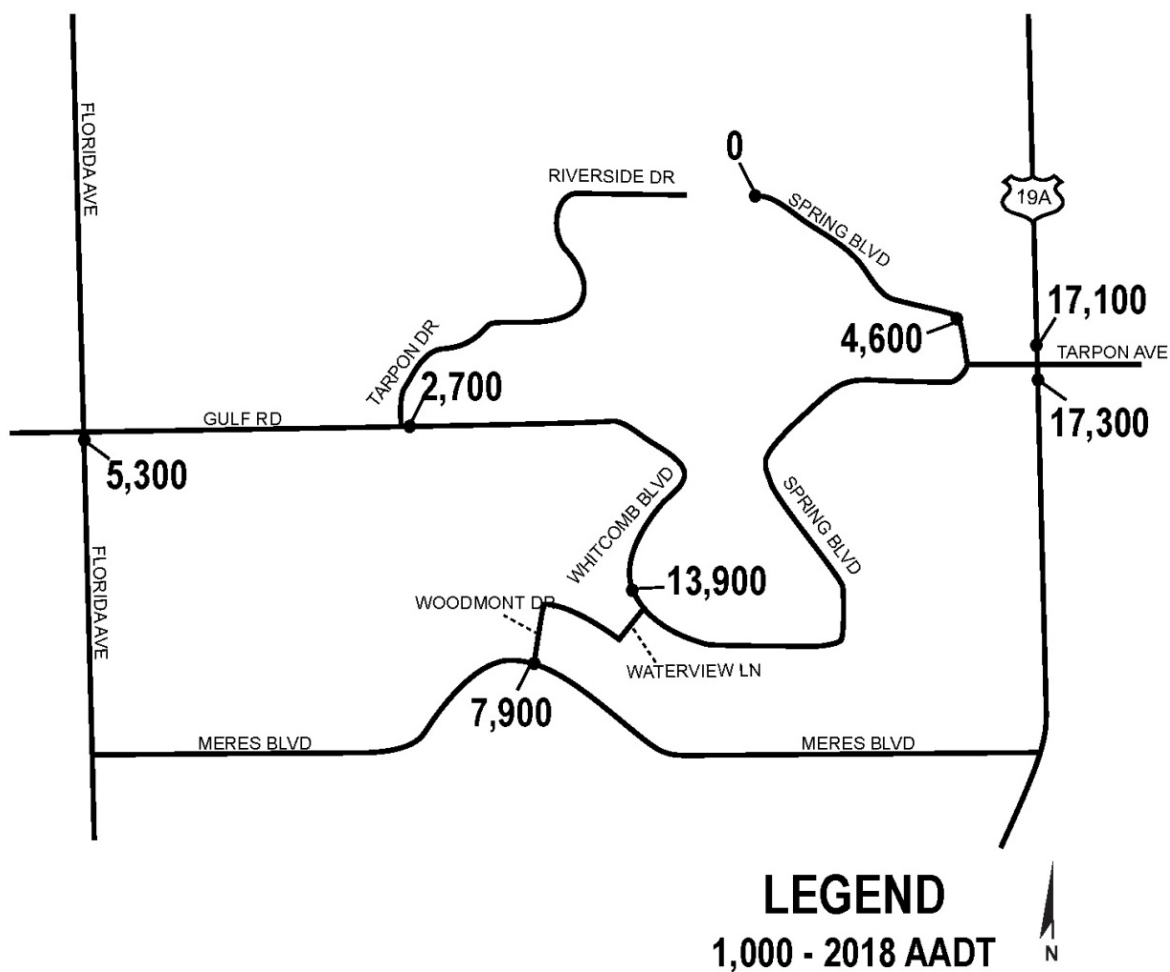 FLORIDA AVE
0
RIVERSIDE DR
SPRING BLVD
19A
17,100
4,600
TARPON AVE
TARPON DR
2,700
GULF RD
17,300
5,300
WHITCOMB BLVD
SPRING BLVD
13,900
FLORIDA AVE
WOODMONT DR
WATERVIEW LN
7,900
MERES BLVD
MERES BLVD
LEGEND
1,000 - 2018 AADT
N